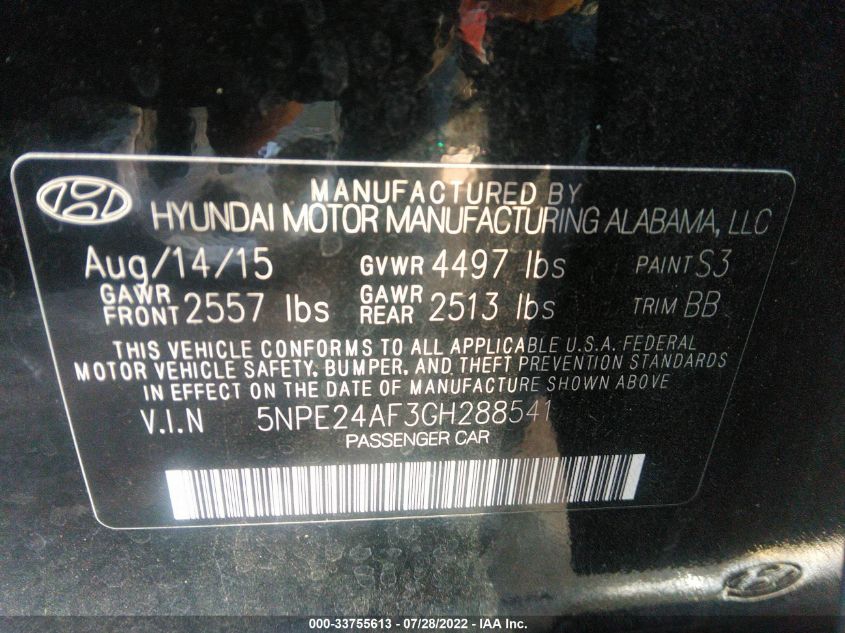 MANUFACTURED BY
HYUNDAI MOTOR MANUFACTURING ALABAMA, LLC
Aug/14/15 GVWR 4497 lbs PAINT S3
GAWR FRONT 2557 lbs GAWR REAR 2513 lbs TRIM BB
THIS VEHICLE CONFORMS TO ALL APPLICABLE U.S.A. FEDERAL
MOTOR VEHICLE SAFETY, BUMPER, AND THEFT PREVENTION STANDARDS
IN EFFECT ON THE DATE OF MANUFACTURE SHOWN ABOVE
V.I.N 5NPE24AF3GH288541
PASSENGER CAR
000-33755613 - 07/28/2022 - IAA Inc.